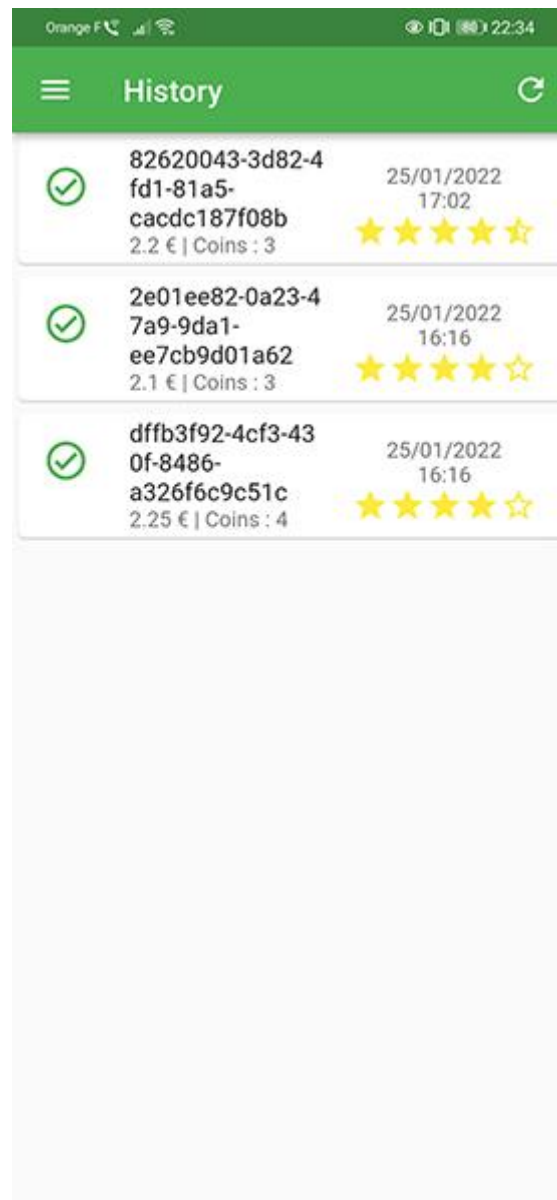 Orange F 22:34
History
82620043-3d82-4
fd1-81a5-
cacdc187f08b
2.2 € | Coins : 3
25/01/2022
17:02
2e01ee82-0a23-4
7a9-9da1-
ee7cb9d01a62
2.1 € | Coins : 3
25/01/2022
16:16
dffb3f92-4cf3-43
0f-8486-
a326f6c9c51c
2.25 € | Coins : 4
25/01/2022
16:16